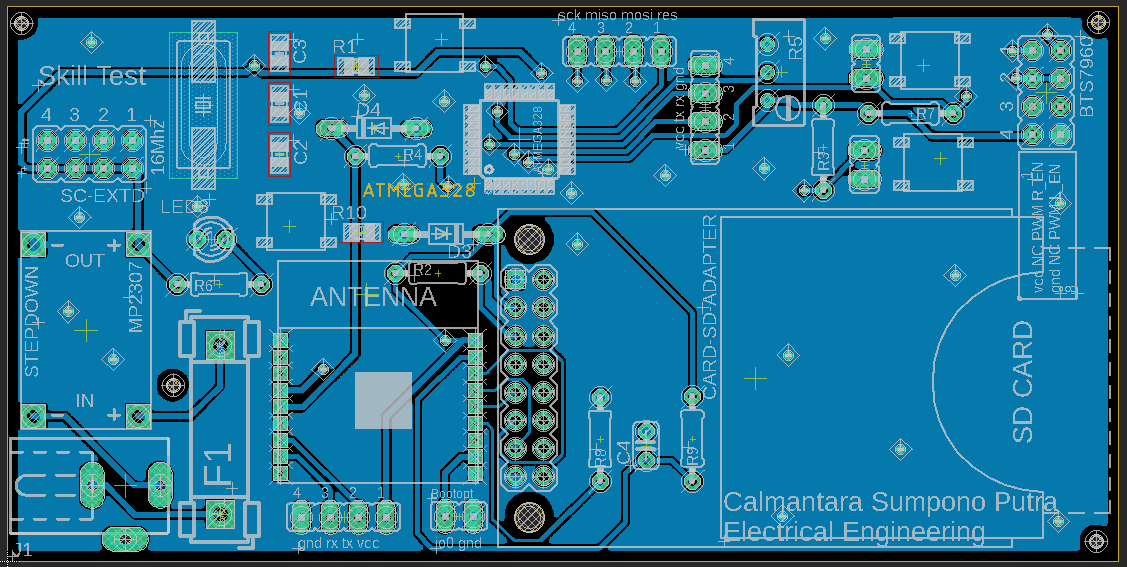 sck miso mosi res
4 3 2 1
C3
R1
R5
BTS7960
Skill Test
vcc tx rx gnd
4
3
2
1
1
2
3
4
C1
D4
ATMEGA328
R7
4 3 2 1
16Mhz
C2
R4
R3
SC-EXTD
ATMEGA328
LED
R10
vcc NC PWM R_EN
gnd NC PWM L_EN
D3
- OUT +
STEPDOWN
MP2307
R6
R2
ANTENNA
CARD-SD-ADAPTER
SD CARD
- IN +
F1
R8
C4
R9
4 3 2 1
Bootopt
gnd rx tx vcc
io0 gnd
Calmantara Sumpono Putra
Electrical Engineering
J1